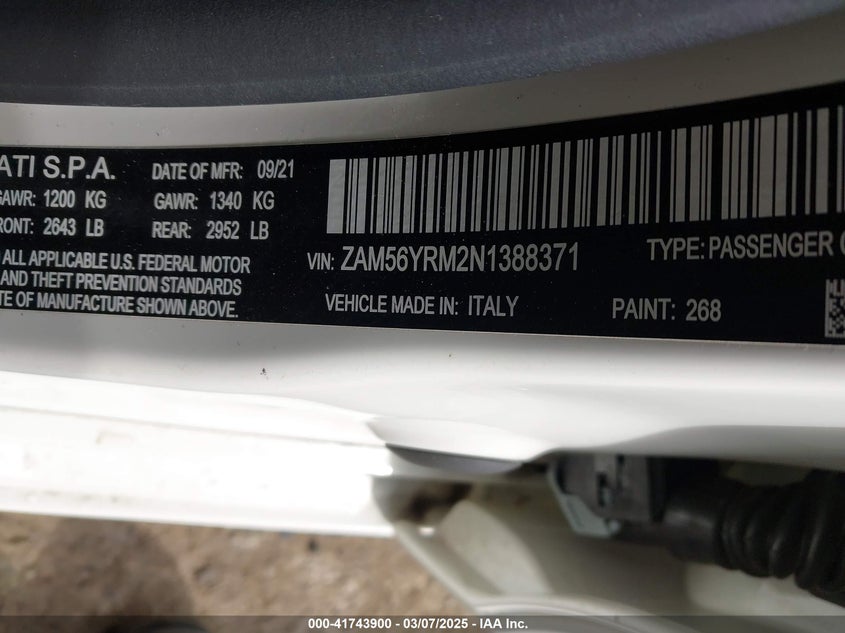 ATI S.P.A. DATE OF MFR: 09/21
GAWR: 1200 KG GAWR: 1340 KG
FRONT: 2643 LB REAR: 2952 LB
ALL APPLICABLE U.S. FEDERAL MOTOR
AND THEFT PREVENTION STANDARDS
TE OF MANUFACTURE SHOWN ABOVE.
VIN: ZAM56YRM2N1388371 TYPE: PASSENGER
VEHICLE MADE IN: ITALY PAINT: 268
000-41743900 — 03/07/2025 — IAA Inc.